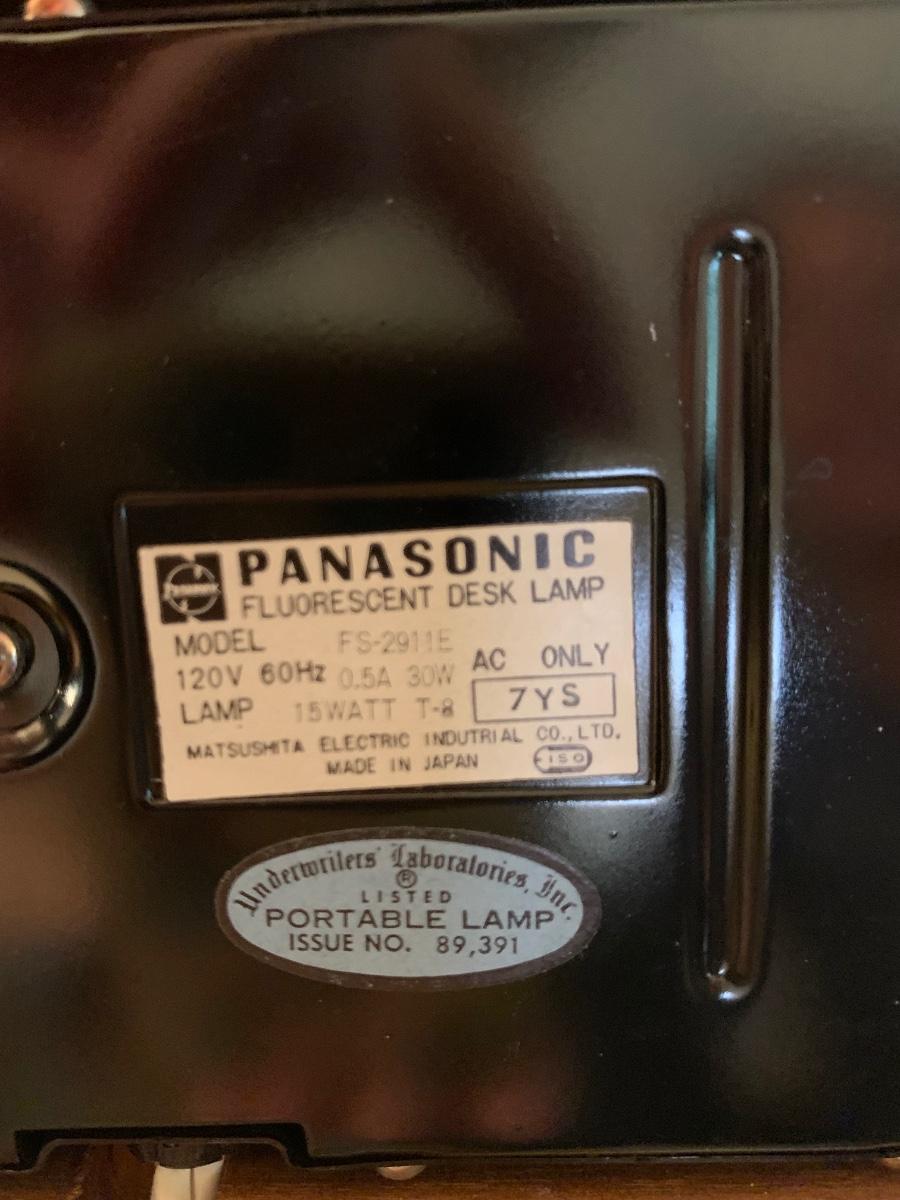 PANASONIC
FLUORESCENT DESK LAMP
MODEL FS-2911E
120V 60Hz 0.5A 30W AC ONLY
LAMP 15WATT T-8 7YS
MATSUSHITA ELECTRIC INDUTRIAL CO.,LTD.
MADE IN JAPAN ISO
Underwriters' Laboratories, Inc.
®
LISTED
PORTABLE LAMP
ISSUE NO. 89,391